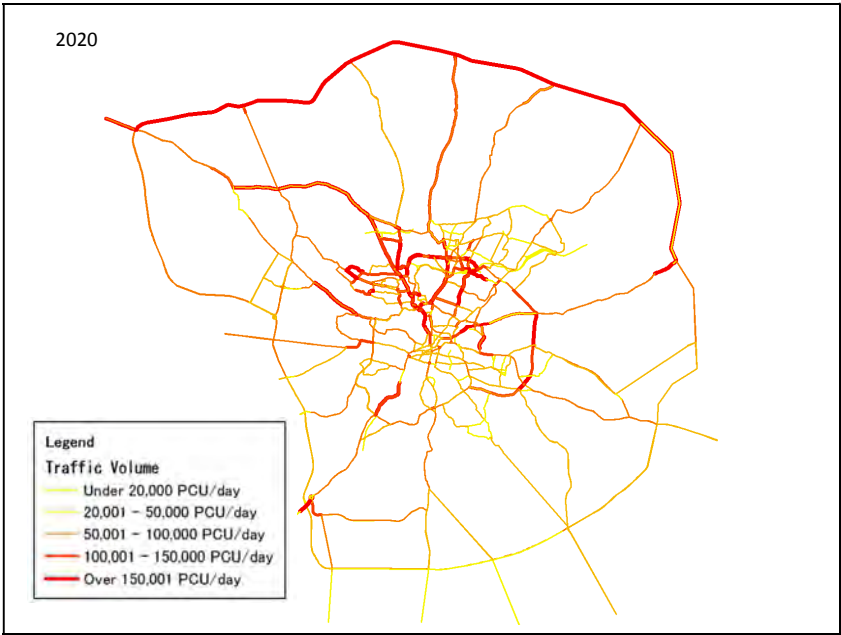 2020
Legend
Traffic Volume
Under 20,000 PCU/day
20,001 - 50,000 PCU/day
50,001 - 100,000 PCU/day
100,001 - 150,000 PCU/day
Over 150,001 PCU/day